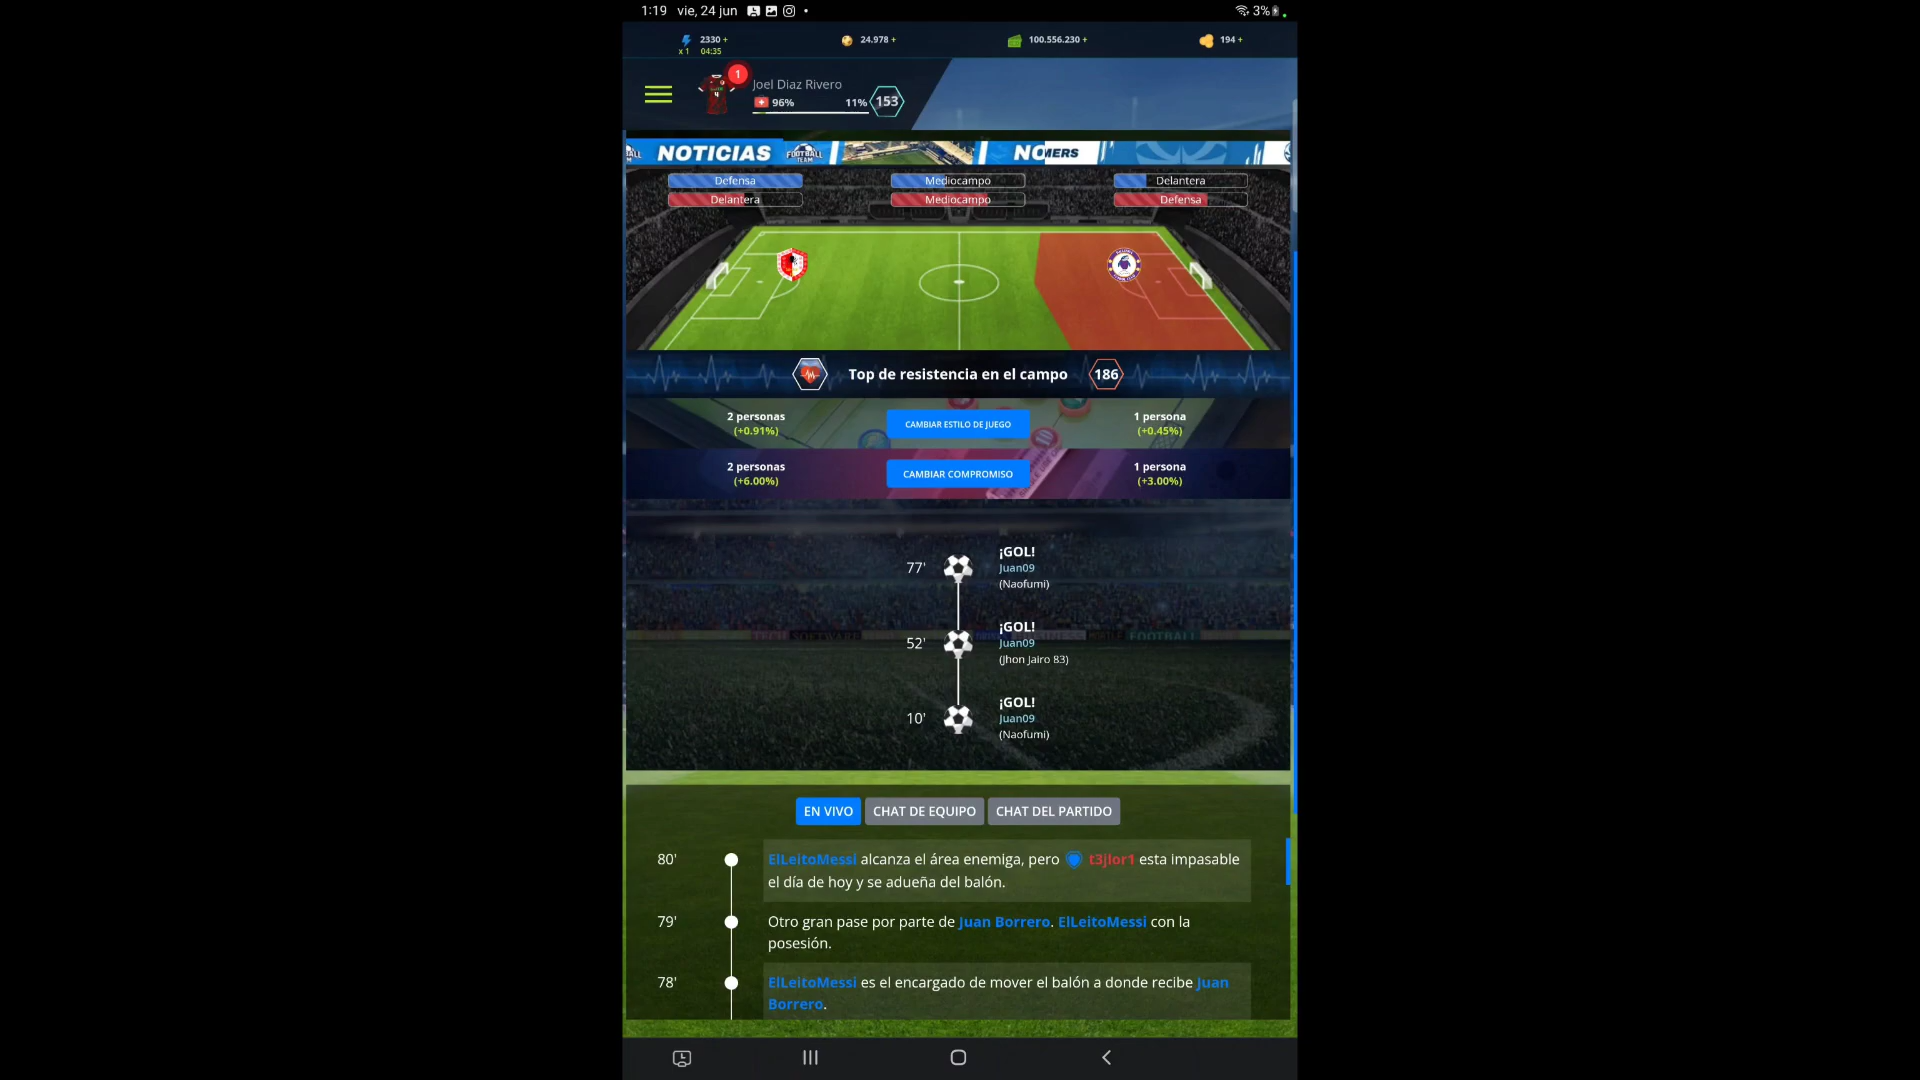 1:19 vie, 24 jun
3%
2330 +
x 1 04:35
24.978 +
100.556.230 +
194 +
1
Joel Diaz Rivero
96% 11% 153
4
NOTICIAS FOOTBALL TEAM NOMERS
Defensa Mediocampo Delantera
Delantera Mediocampo Defensa
Top de resistencia en el campo 186
2 personas CAMBIAR ESTILO DE JUEGO 1 persona
(+0.91%) (+0.45%)
2 personas CAMBIAR COMPROMISO 1 persona
(+6.00%) (+3.00%)
¡GOL!
77' Juan09
(Naofumi)
¡GOL!
52' Juan09
(Jhon Jairo 83)
¡GOL!
10' Juan09
(Naofumi)
EN VIVO CHAT DE EQUIPO CHAT DEL PARTIDO
80' ElLeitoMessi alcanza el área enemiga, pero t3jlor1 esta impasable
el día de hoy y se adueña del balón.
79' Otro gran pase por parte de Juan Borrero. ElLeitoMessi con la
posesión.
78' ElLeitoMessi es el encargado de mover el balón a donde recibe Juan
Borrero.